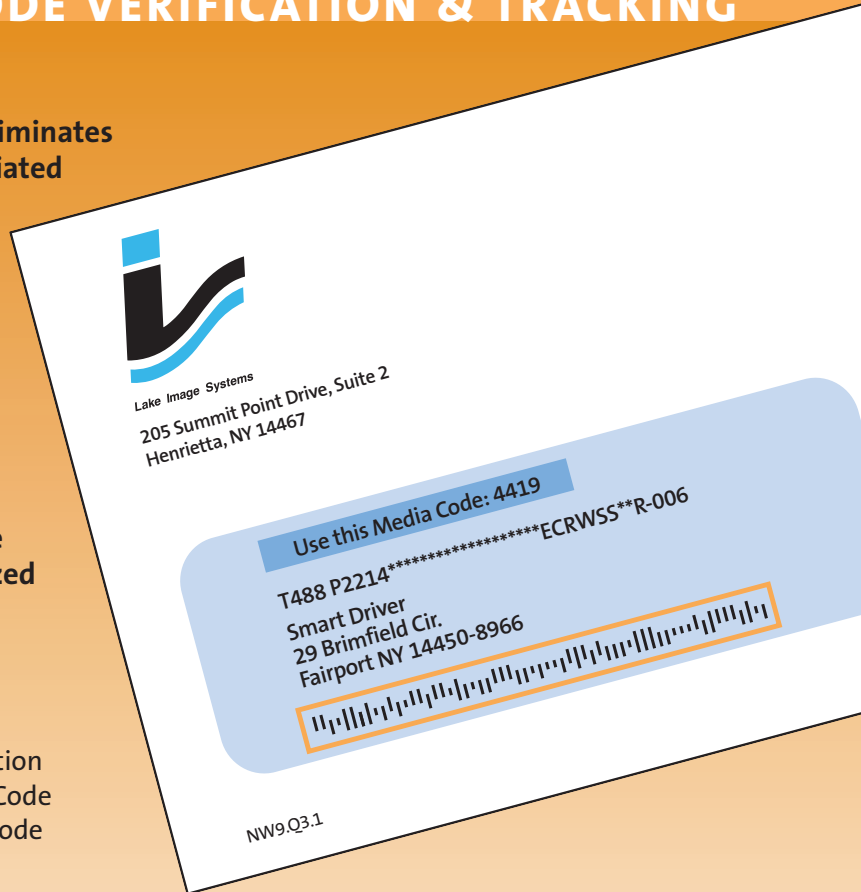 ODE VERIFICATION & TRACKING
iminates
iated
Lake Image Systems
205 Summit Point Drive, Suite 2
Henrietta, NY 14467
Use this Media Code: 4419
T488 P2214*******************ECRWSS**R-006
Smart Driver
29 Brimfield Cir.
Fairport NY 14450-8966
e
zed
tion
Code
ode
NW9.Q3.1